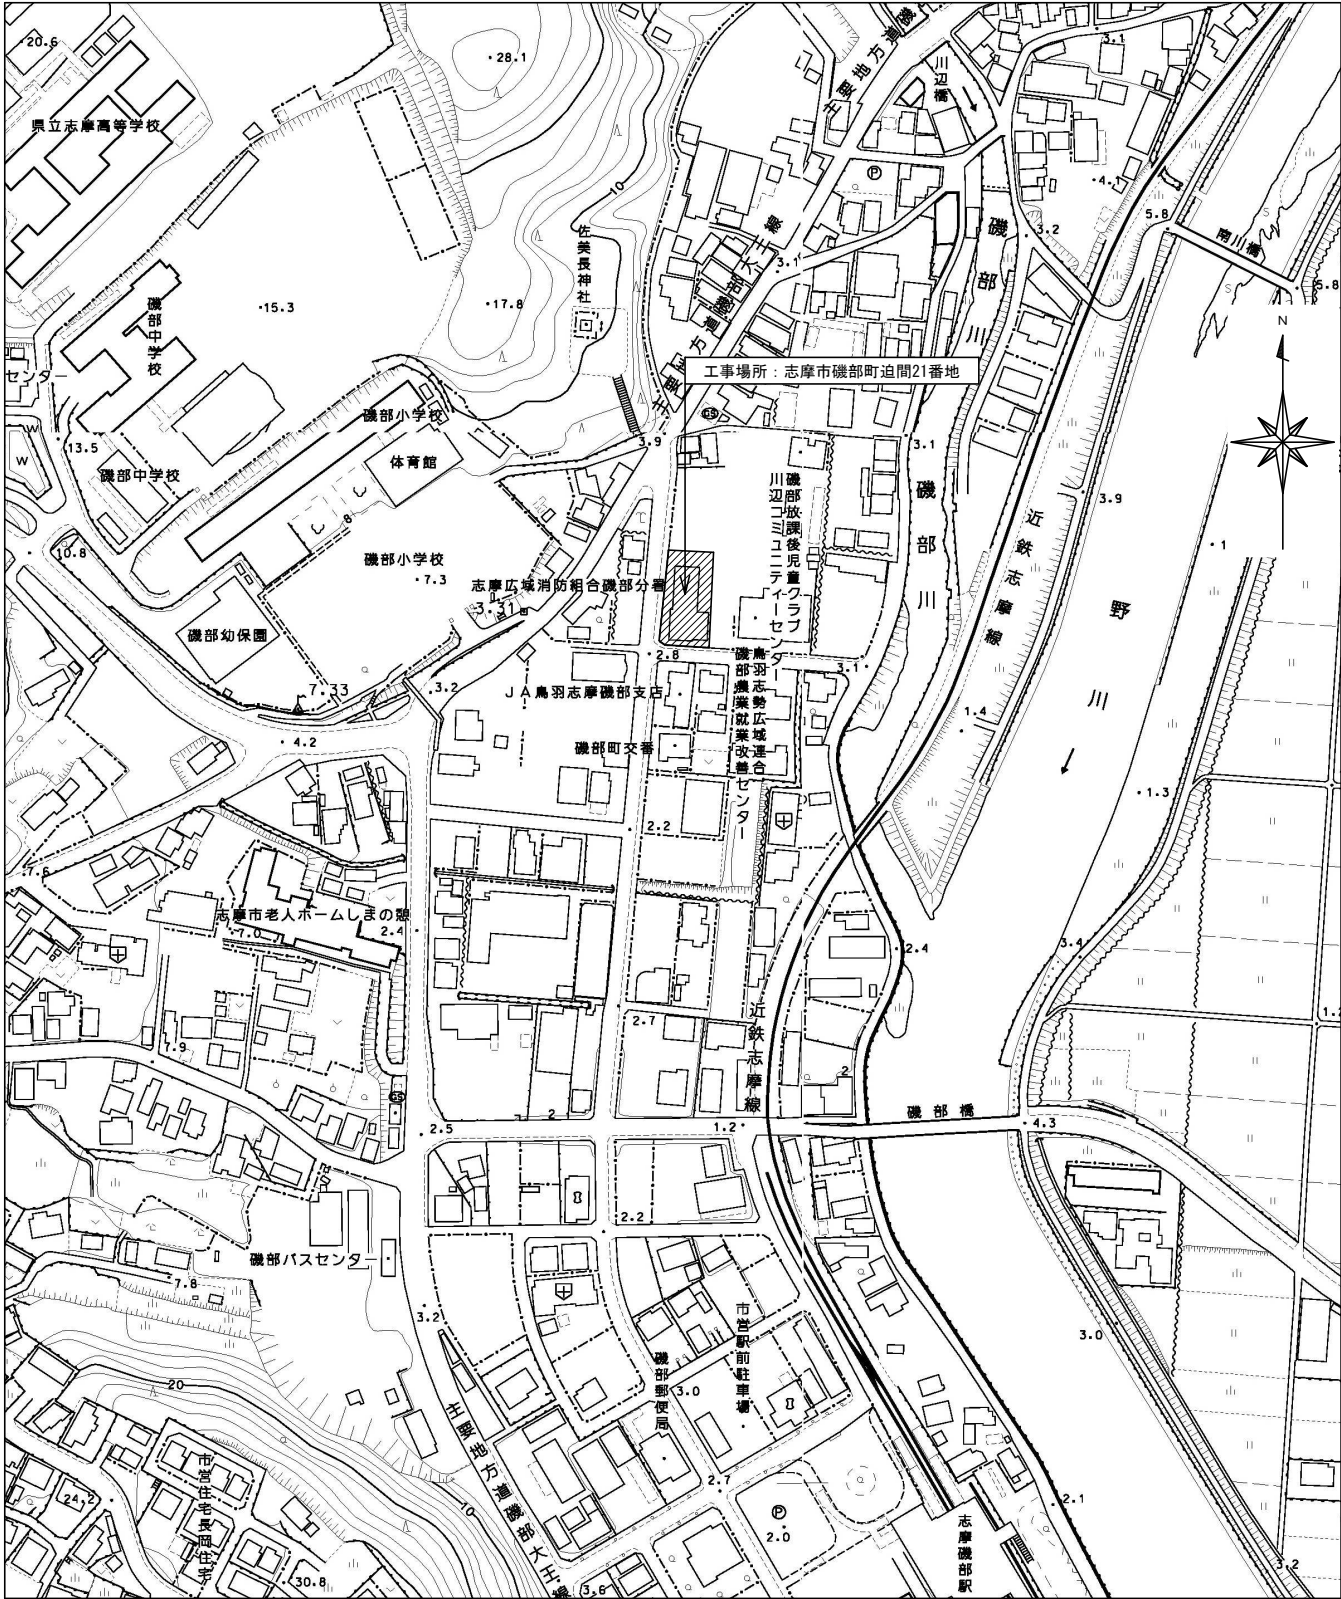 20.6
28.1
3.1
主要地方道磯
川辺橋
県立志摩高等学校
10
P
4.1
5.8
南川橋
5.8
佐美長神社
磯部川
3.2
3.1
15.3
17.8
磯部中学校
主要地方道磯部大王線
N
工事場所：志摩市磯部町迫間21番地
センター
磯部小学校
GS
W
W
13.5
3.9
3.1
体育館
磯部中学校
磯部放課後児童クラブ
川辺コミュニティーセンター
磯部川
近鉄志摩線
3.9
8
10.8
磯部小学校
7.3
志摩広域消防組合磯部分署
3.31
1
野川
磯部幼保園
2.8
3.1
鳥羽志勢広域連合
磯部農業就業改善センター
7.33
3.2
JA鳥羽志摩磯部支店
1.4
4.2
磯部町交番
1.3
2.2
7.6
志摩市老人ホームしまの憩
7.0
2.4
2.4
3.4
2.7
近鉄志摩線
1.2
7.9
2
GS
2
磯部橋
2.5
1.2
4.3
2.2
磯部バスセンター
7.8
3.2
市営駅前駐車場
3.0
磯部郵便局
3.0
20
主要地方道磯部大王線
市営住宅長岡住宅
10
24.2
2.7
P
2.0
2.1
志摩磯部駅
30.8
3.6
3.2